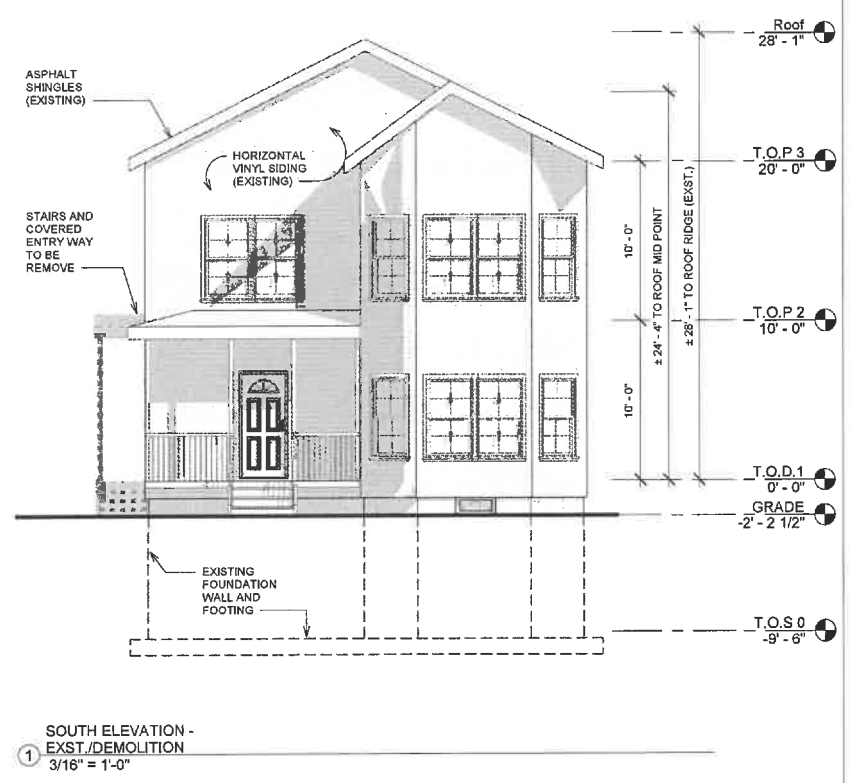 Roof
28' - 1"
ASPHALT
SHINGLES
(EXISTING)
HORIZONTAL
VINYL SIDING
(EXISTING)
T.O.P 3
20' - 0"
STAIRS AND
COVERED
ENTRY WAY
TO BE
REMOVE
10' - 0"
± 24' - 4" TO ROOF MID POINT
± 28' - 1" TO ROOF RIDGE (EXST.)
T.O.P 2
10' - 0"
10' - 0"
T.O.D.1
0' - 0"
GRADE
-2' - 2 1/2"
EXISTING
FOUNDATION
WALL AND
FOOTING
T.O.S 0
-9' - 6"
1
SOUTH ELEVATION -
EXST./DEMOLITION
3/16" = 1'-0"